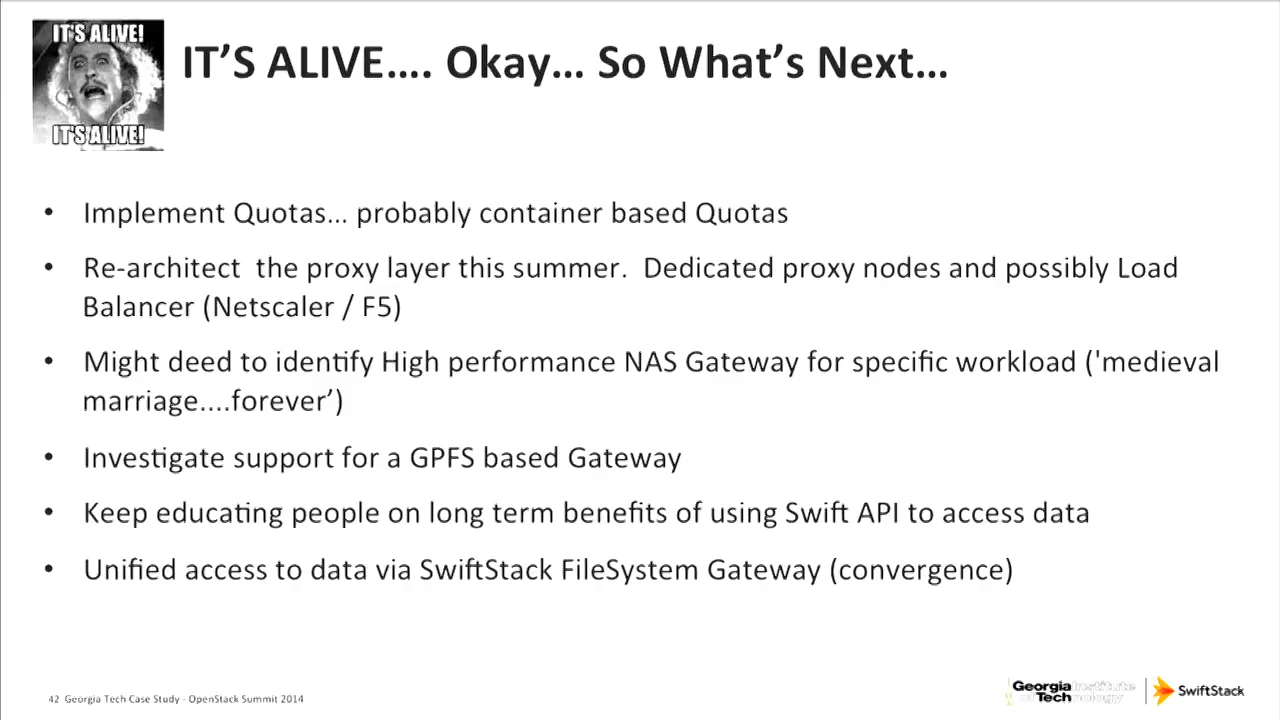 IT'S ALIVE!
IT'S ALIVE!
IT’S ALIVE…. Okay… So What’s Next…
• Implement Quotas… probably container based Quotas
• Re-architect the proxy layer this summer. Dedicated proxy nodes and possibly Load
Balancer (Netscaler / F5)
• Might deed to identify High performance NAS Gateway for specific workload ('medieval
marriage....forever’)
• Investigate support for a GPFS based Gateway
• Keep educating people on long term benefits of using Swift API to access data
• Unified access to data via SwiftStack FileSystem Gateway (convergence)
42 Georgia Tech Case Study - OpenStack Summit 2014
Georgia Institute
of Technology
SwiftStack